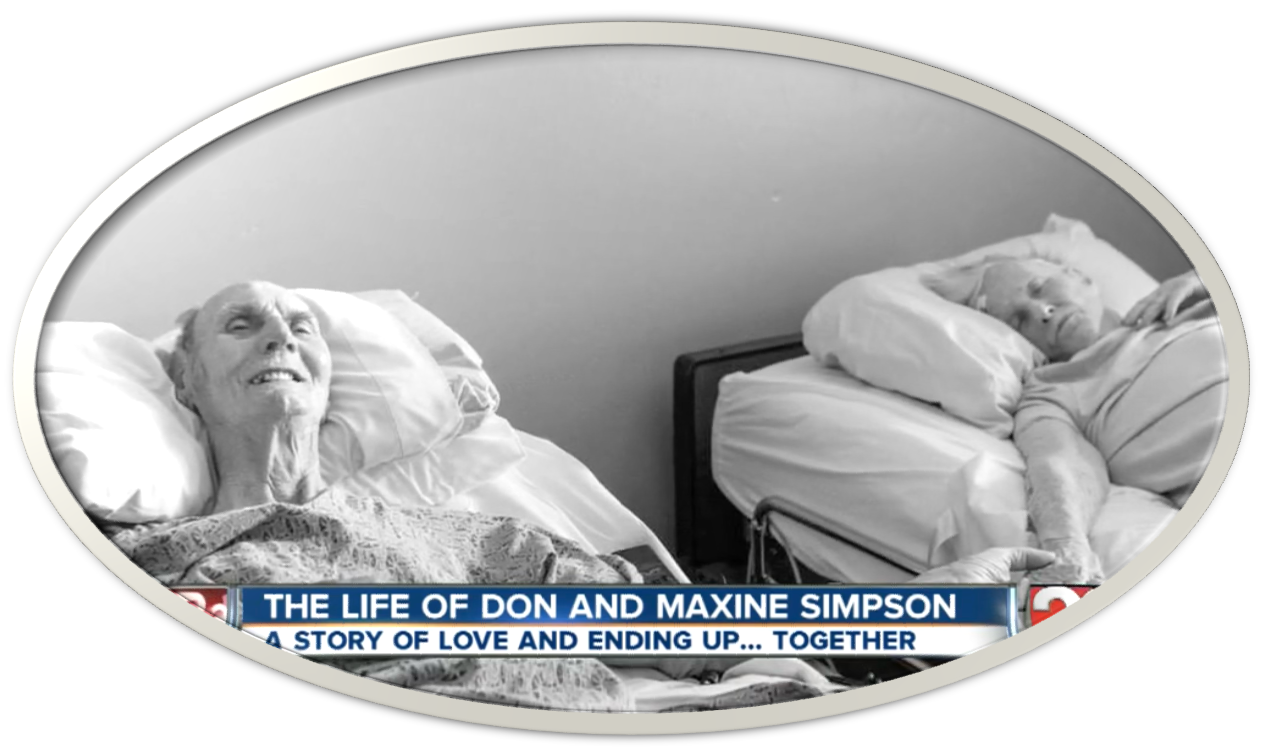 THE LIFE OF DON AND MAXINE SIMPSON
A STORY OF LOVE AND ENDING UP... TOGETHER